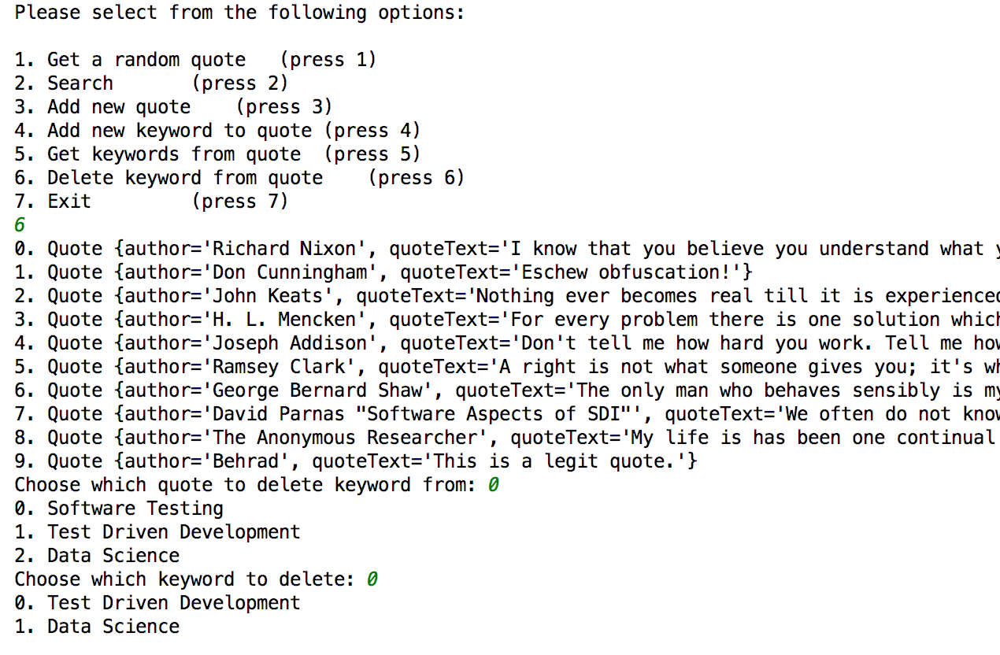 Please select from the following options:
1. Get a random quote   (press 1)
2. Search       (press 2)
3. Add new quote    (press 3)
4. Add new keyword to quote (press 4)
5. Get keywords from quote  (press 5)
6. Delete keyword from quote    (press 6)
7. Exit         (press 7)
6
0. Quote {author='Richard Nixon', quoteText='I know that you believe you understand what
1. Quote {author='Don Cunningham', quoteText='Eschew obfuscation!'}
2. Quote {author='John Keats', quoteText='Nothing ever becomes real till it is experienced
3. Quote {author='H. L. Mencken', quoteText='For every problem there is one solution which
4. Quote {author='Joseph Addison', quoteText='Don't tell me how hard you work. Tell me how
5. Quote {author='Ramsey Clark', quoteText='A right is not what someone gives you; it's
6. Quote {author='George Bernard Shaw', quoteText='The only man who behaves sensibly is my
7. Quote {author='David Parnas "Software Aspects of SDI"', quoteText='We often do not know
8. Quote {author='The Anonymous Researcher', quoteText='My life is has been one continual
9. Quote {author='Behrad', quoteText='This is a legit quote.'}
Choose which quote to delete keyword from: 0
0. Software Testing
1. Test Driven Development
2. Data Science
Choose which keyword to delete: 0
0. Test Driven Development
1. Data Science